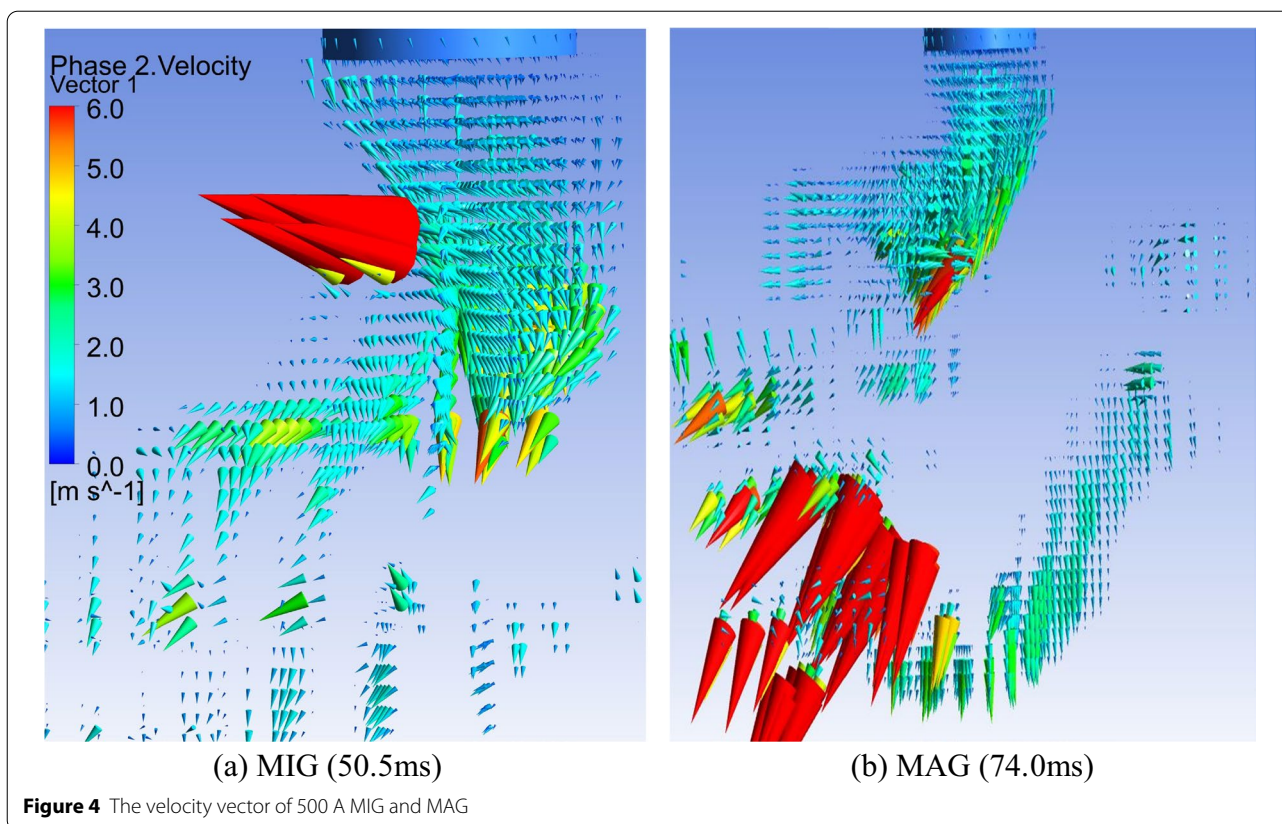 Phase 2.Velocity
Vector 1
6.0
5.0
4.0
3.0
2.0
1.0
0.0
[m s^-1]
(a) MIG (50.5ms)
(b) MAG (74.0ms)
Figure 4 The velocity vector of 500 A MIG and MAG